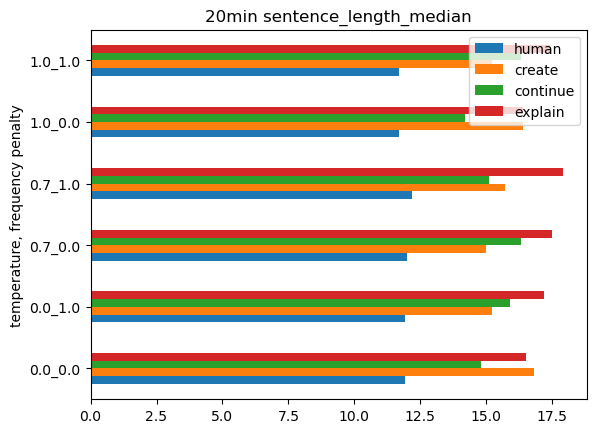 20min sentence_length_median
human
create
continue
explain
temperature, frequency penalty
1.0_1.0
1.0_0.0
0.7_1.0
0.7_0.0
0.0_1.0
0.0_0.0
0.0 2.5 5.0 7.5 10.0 12.5 15.0 17.5